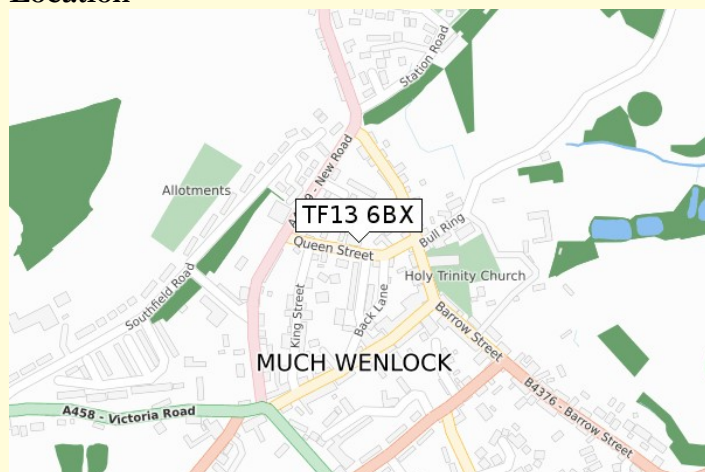 Location
Station Road
New Road
Allotments
TF13 6BX
Queen Street
Bull Ring
Holy Trinity Church
Southfield Road
King Street
Back Lane
Barrow Street
MUCH WENLOCK
B4376 - Barrow Street
A458 - Victoria Road